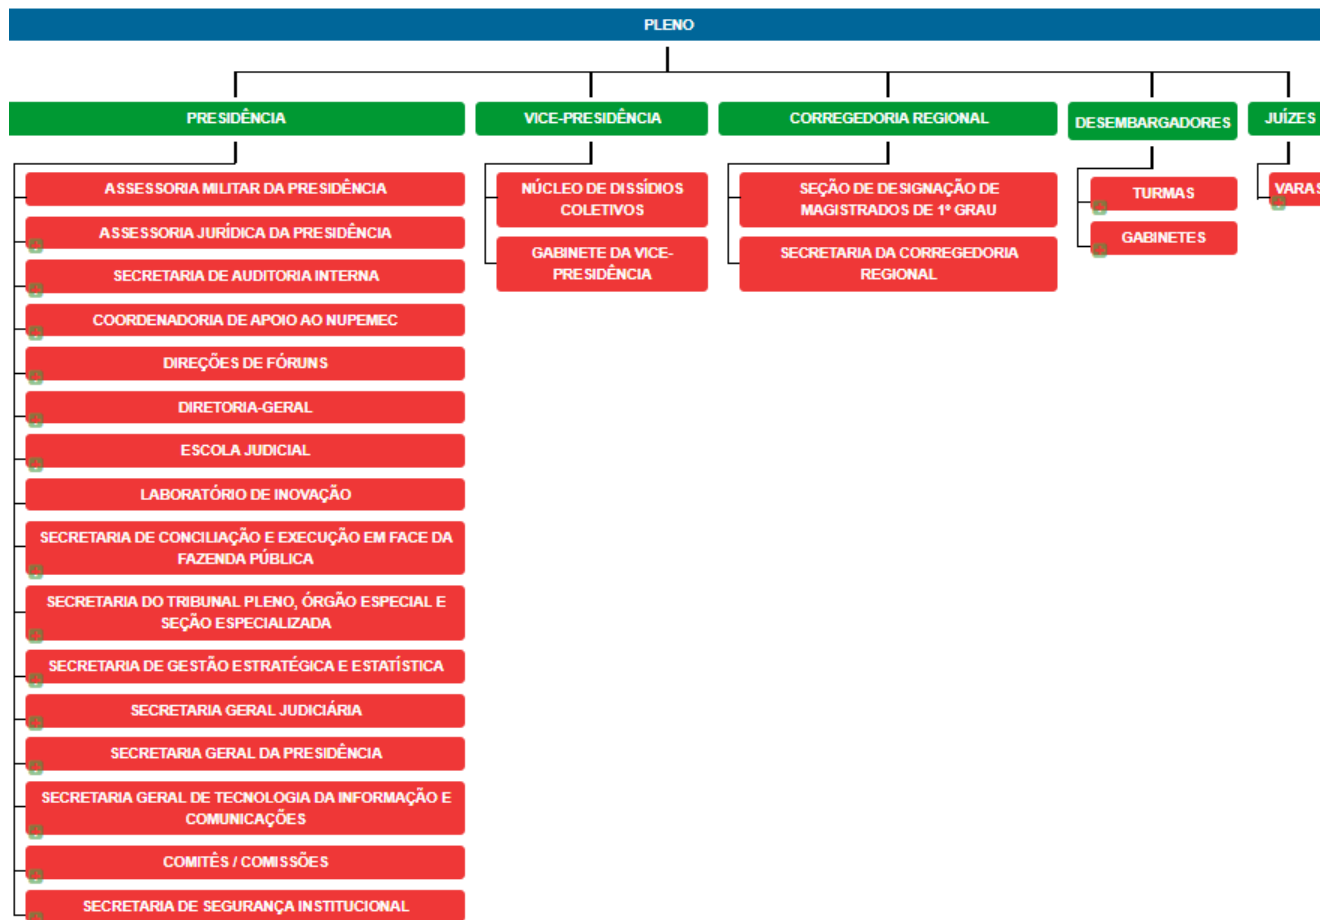 PLENO
PRESIDÊNCIA
ASSESSORIA MILITAR DA PRESIDÊNCIA
ASSESSORIA JURÍDICA DA PRESIDÊNCIA
SECRETARIA DE AUDITORIA INTERNA
COORDENADORIA DE APOIO AO NUPEMEC
DIREÇÕES DE FÓRUNS
DIRETORIA-GERAL
ESCOLA JUDICIAL
LABORATÓRIO DE INOVAÇÃO
SECRETARIA DE CONCILIAÇÃO E EXECUÇÃO EM FACE DA
FAZENDA PÚBLICA
SECRETARIA DO TRIBUNAL PLENO, ÓRGÃO ESPECIAL E
SEÇÃO ESPECIALIZADA
SECRETARIA DE GESTÃO ESTRATÉGICA E ESTATÍSTICA
SECRETARIA GERAL JUDICIÁRIA
SECRETARIA GERAL DA PRESIDÊNCIA
SECRETARIA GERAL DE TECNOLOGIA DA INFORMAÇÃO E
COMUNICAÇÕES
COMITÊS / COMISSÕES
SECRETARIA DE SEGURANÇA INSTITUCIONAL
VICE-PRESIDÊNCIA
NÚCLEO DE DISSÍDIOS
COLETIVOS
GABINETE DA VICE-
PRESIDÊNCIA
CORREGEDORIA REGIONAL
SEÇÃO DE DESIGNAÇÃO DE
MAGISTRADOS DE 1º GRAU
SECRETARIA DA CORREGEDORIA
REGIONAL
DESEMBARGADORES
TURMAS
GABINETES
JUÍZES
VARAS